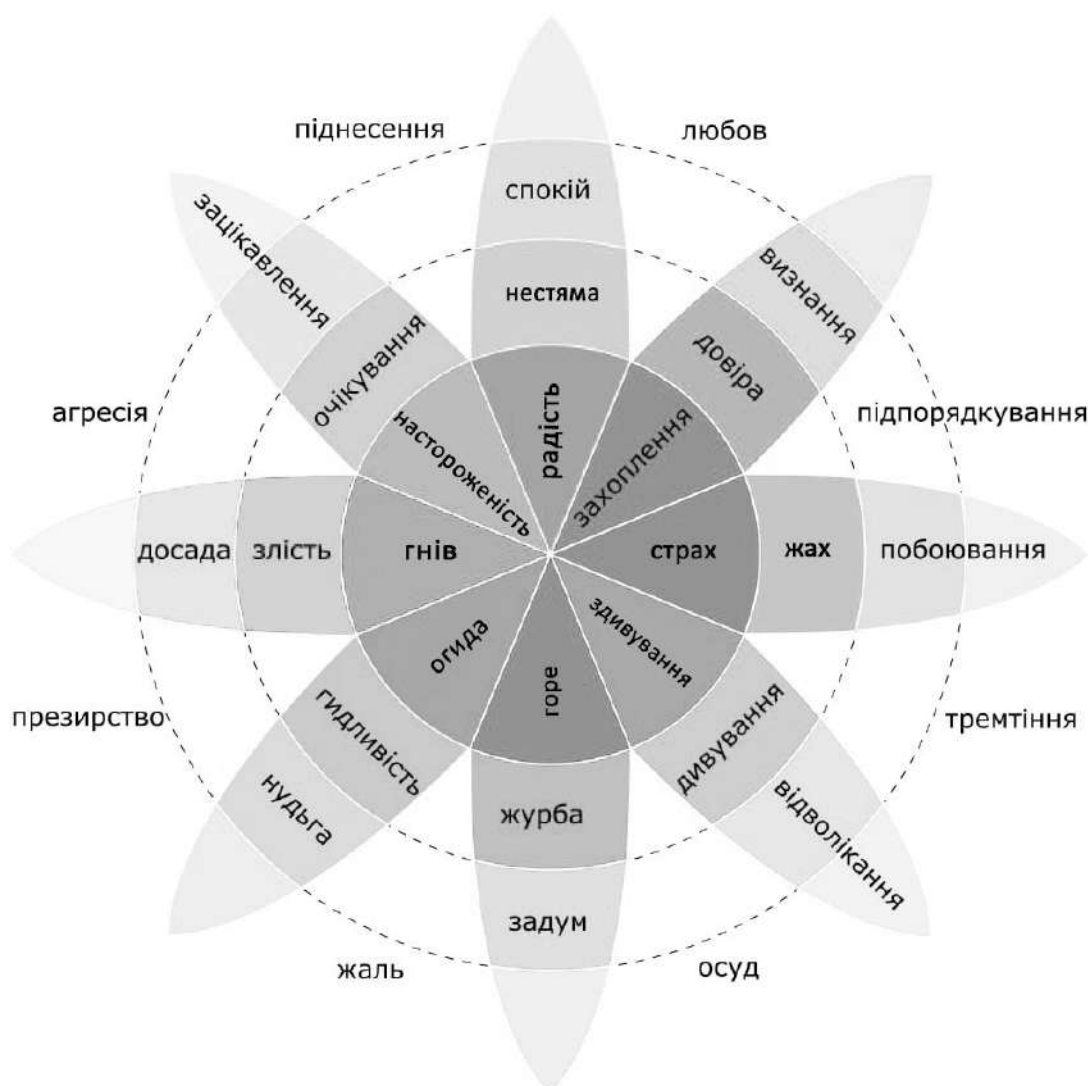 піднесення
любов
спокій
зацікавлення
визнання
нестяма
очікування
довіра
агресія
підпорядкування
настороженість
радість
захоплення
досада
злість
гнів
страх
жах
побоювання
огида
горе
здивування
презирство
тремтіння
гидливість
дивування
нудьга
журба
відволікання
задум
жаль
осуд